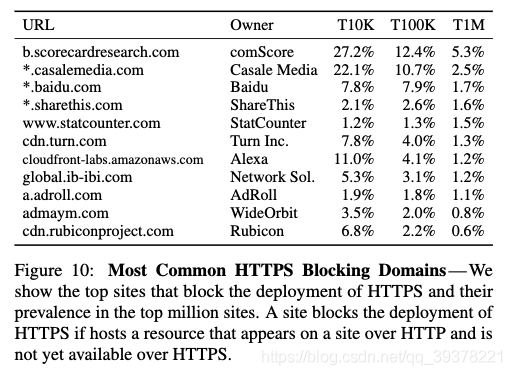 URL Owner T10K T100K T1M
b.scorecardresearch.com comScore 27.2% 12.4% 5.3%
*.casalemedia.com Casale Media 22.1% 10.7% 2.5%
*.baidu.com Baidu 7.8% 7.9% 1.7%
*.sharethis.com ShareThis 2.1% 2.6% 1.6%
www.statcounter.com StatCounter 1.2% 1.3% 1.5%
cdn.turn.com Turn Inc. 7.8% 4.0% 1.3%
cloudfront-labs.amazonaws.com Alexa 11.0% 4.1% 1.2%
global.ib-ibi.com Network Sol. 5.3% 3.1% 1.2%
a.adroll.com AdRoll 1.9% 1.8% 1.1%
admaym.com WideOrbit 3.5% 2.0% 0.8%
cdn.rubiconproject.com Rubicon 6.8% 2.2% 0.6%
Figure 10: Most Common HTTPS Blocking Domains—We
show the top sites that block the deployment of HTTPS and their
prevalence in the top million sites. A site blocks the deployment of
HTTPS if hosts a resource that appears on a site over HTTP and is
not yet available over HTTPS.
https://blog.csdn.net/qq_39378221